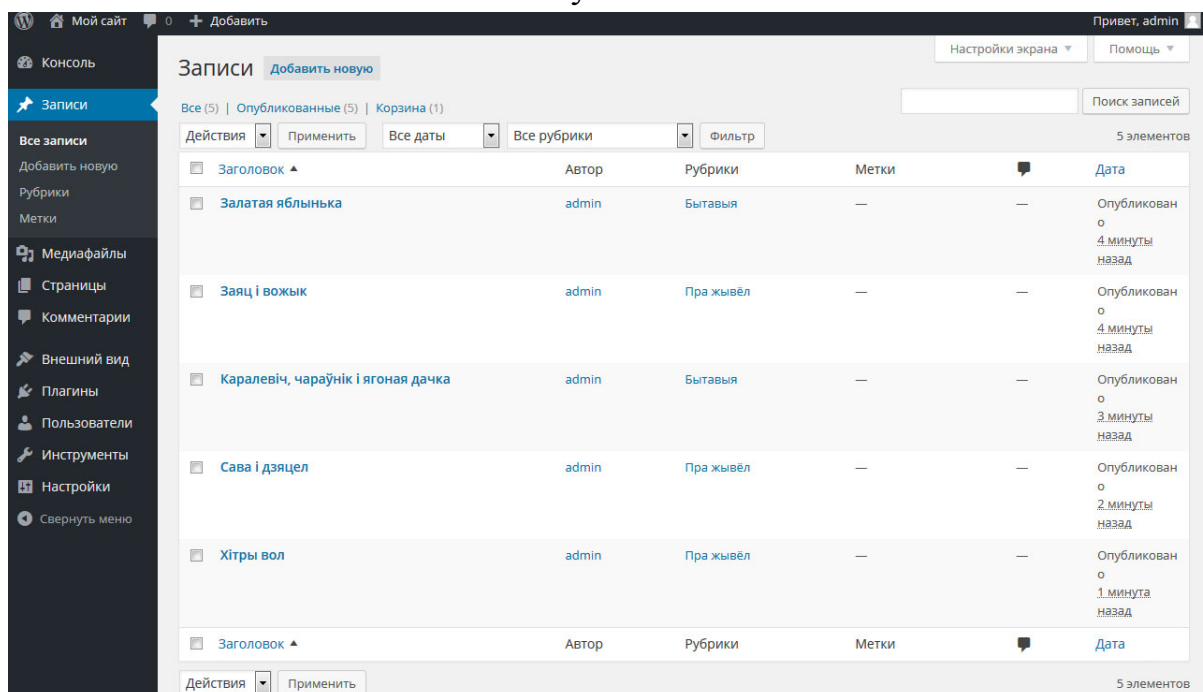 Мой сайт 0 + Добавить Привет, admin
Консоль
Записи
Все записи
Добавить новую
Рубрики
Метки
Медиафайлы
Страницы
Комментарии
Внешний вид
Плагины
Пользователи
Инструменты
Настройки
Свернуть меню
Настройки экрана Помощь
Записи Добавить новую
Все (5) | Опубликованные (5) | Корзина (1)
Поиск записей
Действия Применить Все даты Все рубрики Фильтр 5 элементов
Заголовок Автор Рубрики Метки Дата
Залатая яблынька admin Бытавыя — — Опубликован
о
4 минуты
назад
Заяц і вожык admin Пра жывёл — — Опубликован
о
4 минуты
назад
Каралевіч, чараўнік і ягоная дачка admin Бытавыя — — Опубликован
о
3 минуты
назад
Сава і дзяцел admin Пра жывёл — — Опубликован
о
2 минуты
назад
Хітры вол admin Пра жывёл — — Опубликован
о
1 минута
назад
Заголовок Автор Рубрики Метки Дата
Действия Применить 5 элементов